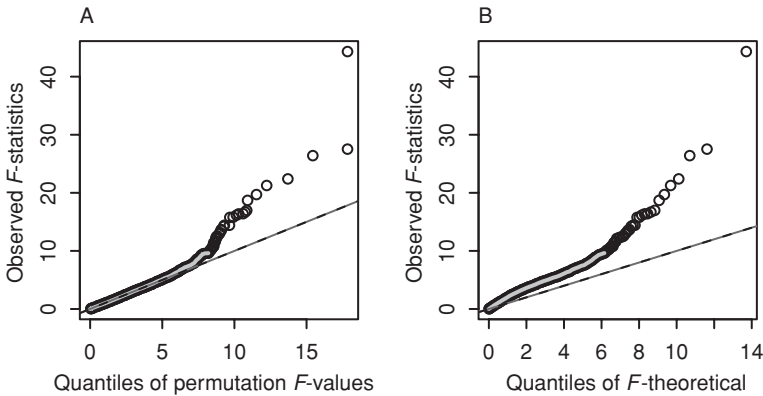 A
B
Observed F-statistics
40
30
20
10
0
0 5 10 15
Quantiles of permutation F-values
Observed F-statistics
40
30
20
10
0
0 2 4 6 8 10 14
Quantiles of F-theoretical